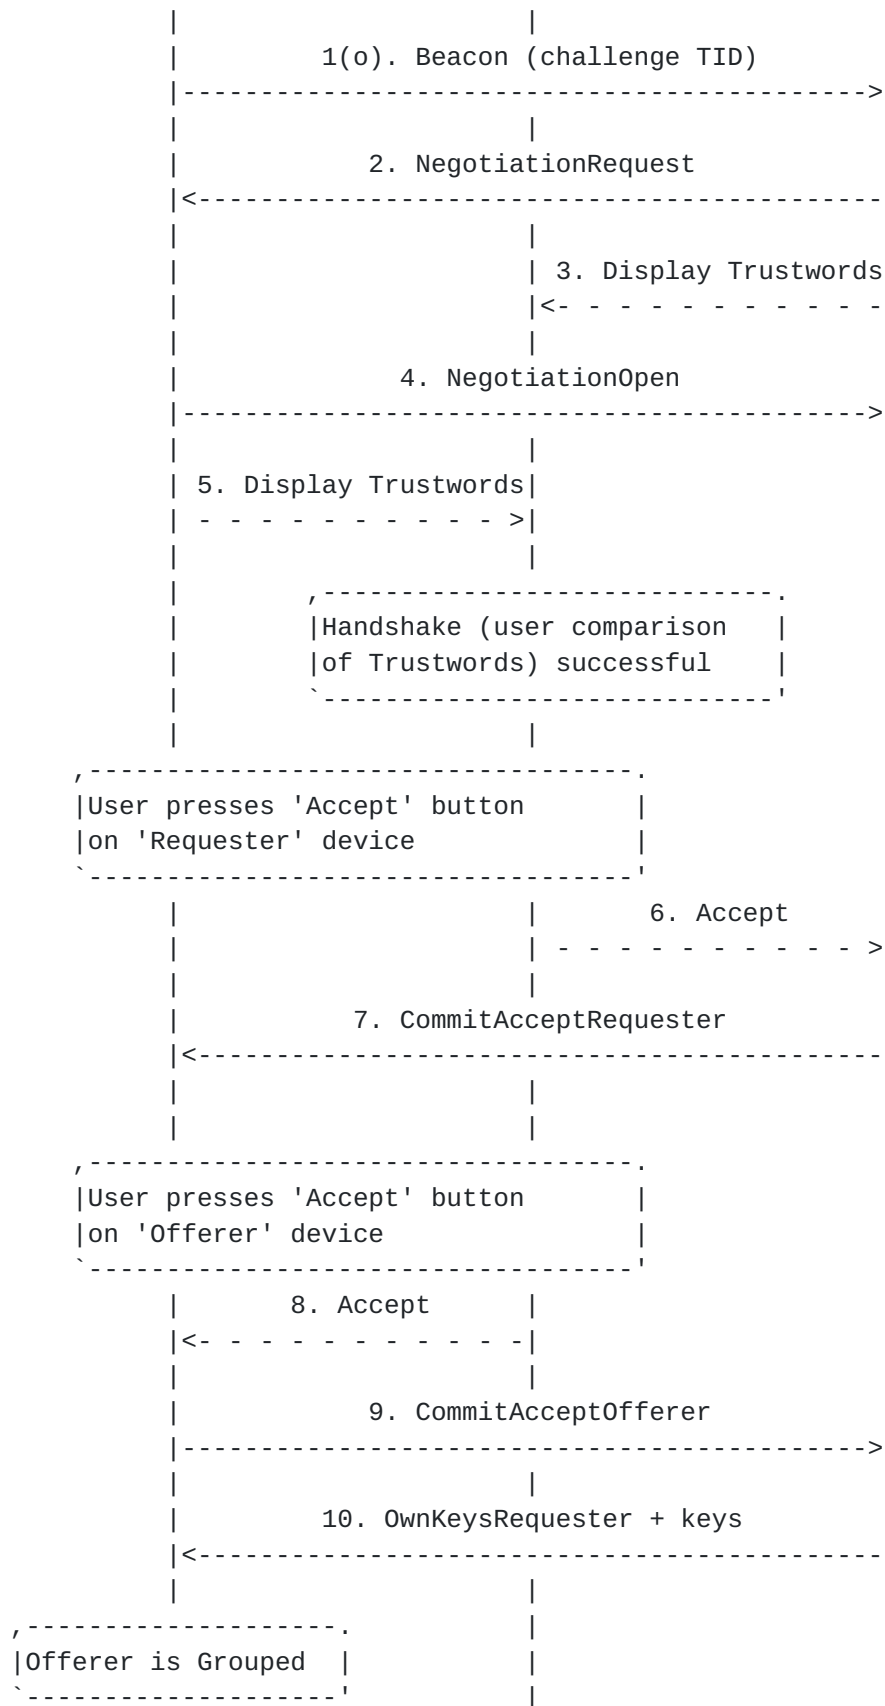 1(o). Beacon (challenge TID)
2. NegotiationRequest
3. Display Trustwords
4. NegotiationOpen
5. Display Trustwords
Handshake (user comparison
of Trustwords) successful
User presses 'Accept' button
on 'Requester' device
6. Accept
7. CommitAcceptRequester
User presses 'Accept' button
on 'Offerer' device
8. Accept
9. CommitAcceptOfferer
10. OwnKeysRequester + keys
Offerer is Grouped